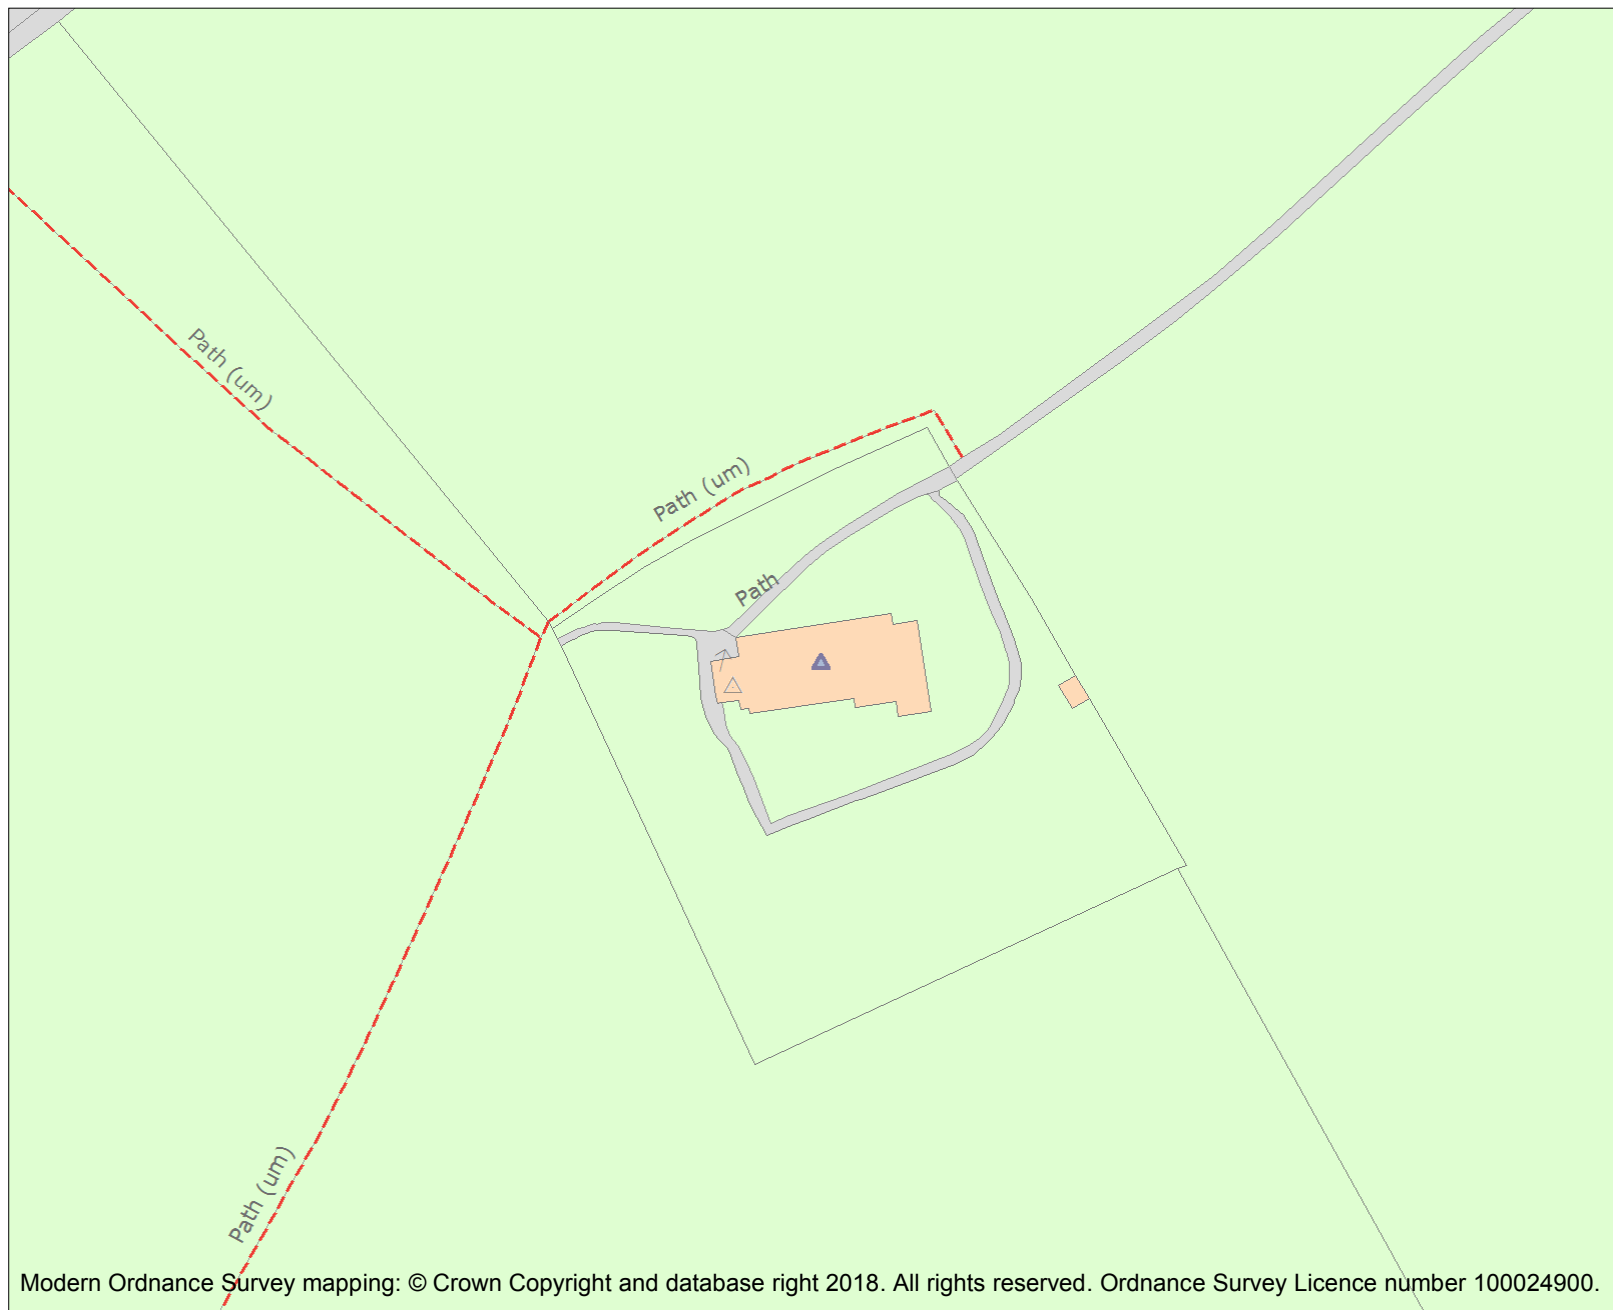 Path (um)
Path (um)
Path
Path (um)
Modern Ordnance Survey mapping: © Crown Copyright and database right 2018. All rights reserved. Ordnance Survey Licence number 100024900.